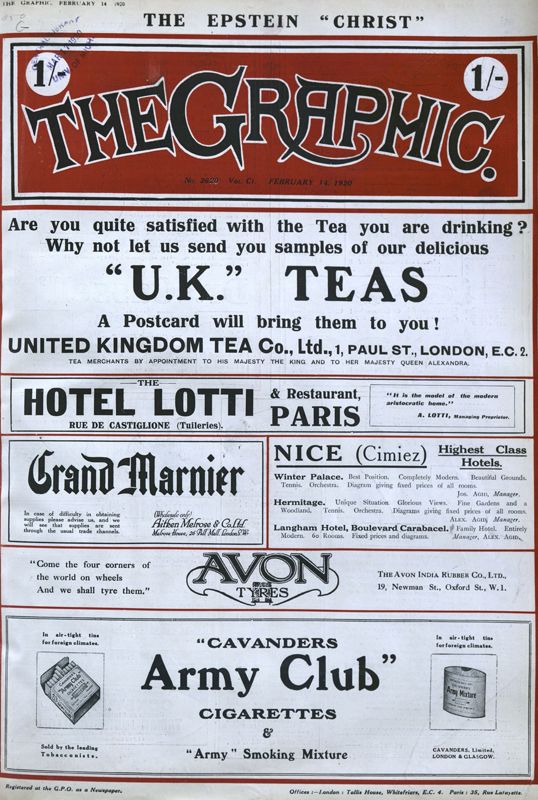 THE GRAPHIC, FEBRUARY 14 1920
THE EPSTEIN "CHRIST"
1/- 1/-
THE GRAPHIC.
No. 2620 Vol. CI FEBRUARY 14, 1920
Are you quite satisfied with the Tea you are drinking?
Why not let us send you samples of our delicious
"U.K." TEAS
A Postcard will bring them to you!
UNITED KINGDOM TEA Co., Ltd., 1, PAUL ST., LONDON, E.C. 2.
TEA MERCHANTS BY APPOINTMENT TO HIS MAJESTY THE KING AND TO HER MAJESTY QUEEN ALEXANDRA.
THE
HOTEL LOTTI
RUE DE CASTIGLIONE (Tuileries).
& Restaurant,
PARIS
"It is the model of the modern
aristocratic home."
A. LOTTI, Managing Proprietor.
Grand Marnier
In case of difficulty in obtaining
supplies please advise us, and we
will see that supplies are sent
through the usual trade channels.
(Wholesale only)
Aitken Melrose & Co. Ltd.
Melrose House, 26 Pall Mall. London S.W.
NICE (Cimiez) Highest Class
Hotels.
Winter Palace. Best Position. Completely Modern. Beautiful Grounds.
Tennis. Orchestra. Diagram giving fixed prices of all rooms.
Jos. Agid, Manager.
Hermitage. Unique Situation Glorious Views. Fine Gardens and a
Woodland, Tennis. Orchestra. Diagrams giving fixed prices of all rooms.
Alex. Agid, Manager.
Langham Hotel, Boulevard Carabacel. Family Hotel. Entirely
Modern. 60 Rooms. Fixed prices and diagrams. Manager, Alex. Agid.
"Come the four corners of
the world on wheels
And we shall tyre them."
AVON
TYRES
The Avon India Rubber Co., Ltd.,
19, Newman St., Oxford St., W.1.
In air-tight tins
for foreign climates.
Army Club
Sold by the leading
Tobacconists.
"CAVANDERS
Army Club"
CIGARETTES
&
"Army" Smoking Mixture
In air-tight tins
for foreign climates.
Army Mixture
CAVANDERS, Limited,
LONDON & GLASGOW.
Registered at the G.P.O. as a Newspaper.
Offices:—London: Tallis House, Whitefriars, E.C. 4. Paris: 35, Rue Lafayette.